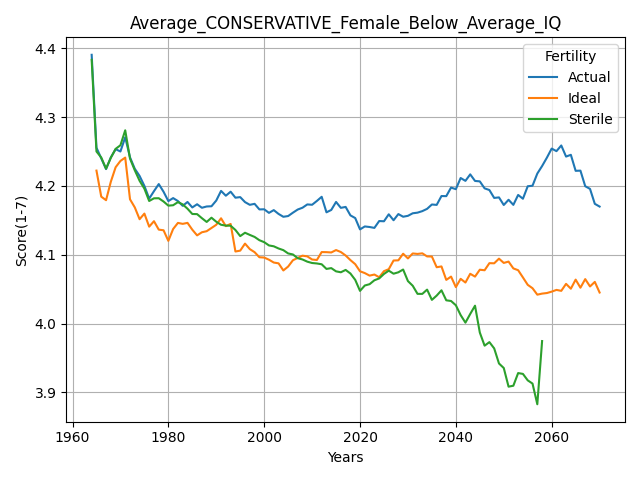 Average_CONSERVATIVE_Female_Below_Average_IQ
Score(1-7)
4.4
4.3
4.2
4.1
4.0
3.9
Fertility
Actual
Ideal
Sterile
1960
1980
2000
2020
2040
2060
Years